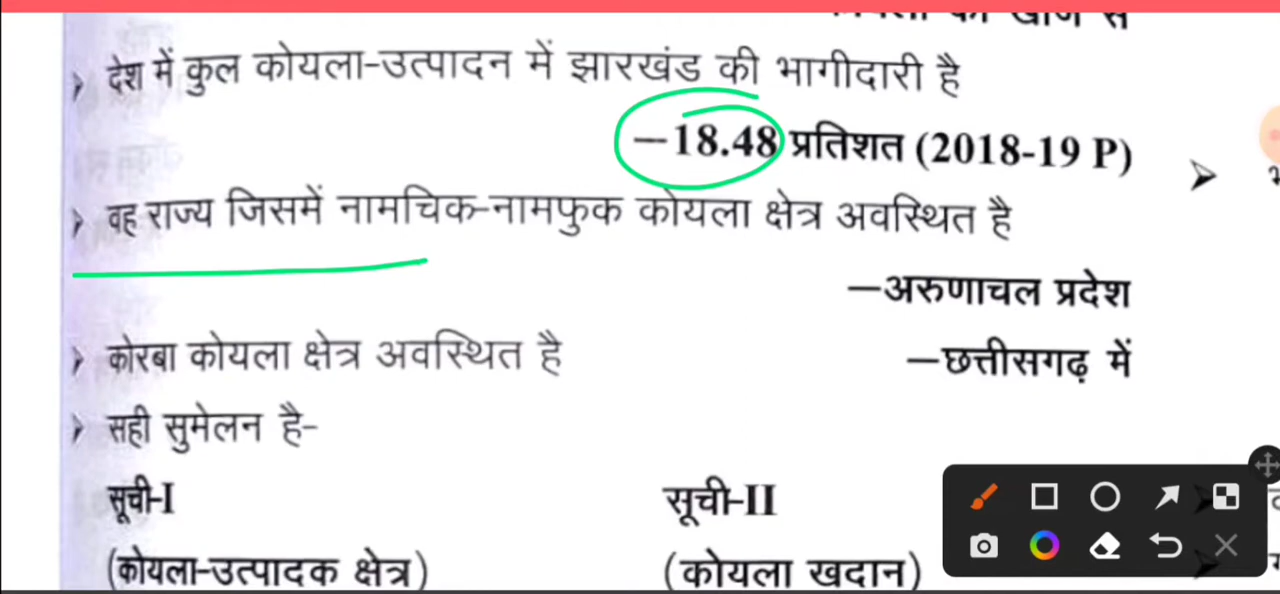 देश में कुल कोयला-उत्पादन में झारखंड की भागीदारी है
—18.48 प्रतिशत (2018-19 P)
वह राज्य जिसमें नामचिक-नामफुक कोयला क्षेत्र अवस्थित है
—अरुणाचल प्रदेश
कोरबा कोयला क्षेत्र अवस्थित है —छत्तीसगढ़ में
सही सुमेलन है-
सूची-I सूची-II
(कोयला-उत्पादक क्षेत्र) (कोयला खदान)